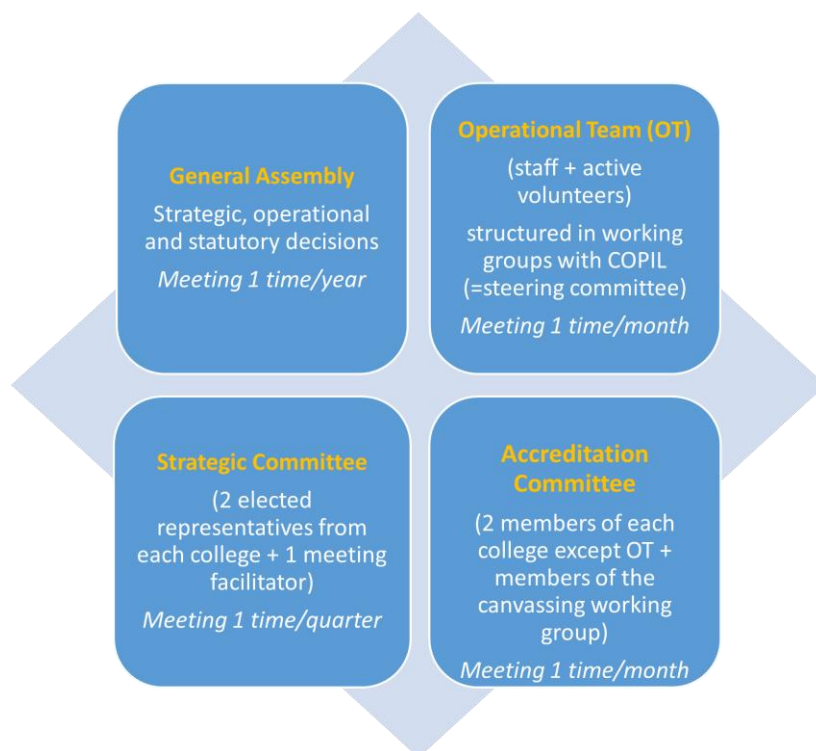 General Assembly
Strategic, operational
and statutory decisions
Meeting 1 time/year
Operational Team (OT)
(staff + active
volunteers)
structured in working
groups with COPIL
(=steering committee)
Meeting 1 time/month
Strategic Committee
(2 elected
representatives from
each college + 1 meeting
facilitator)
Meeting 1 time/quarter
Accreditation
Committee
(2 members of each
college except OT +
members of the
canvassing working
group)
Meeting 1 time/month